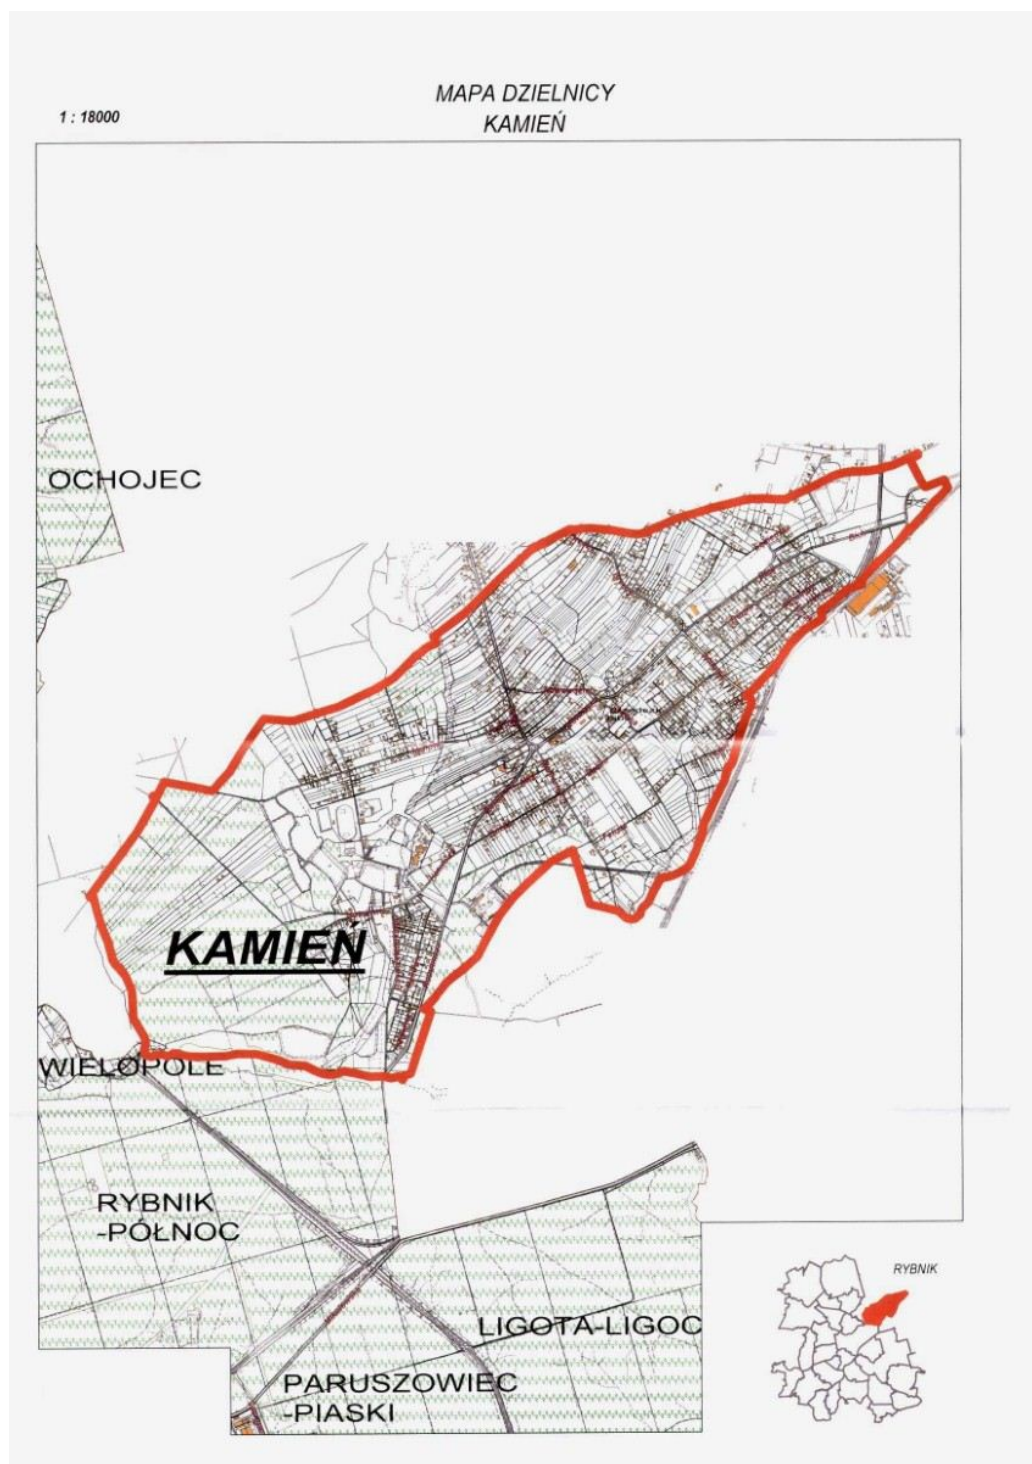 MAPA DZIELNICY
1 : 18000
KAMIEŃ
OCHOJEC
KAMIEŃ
WIELOPOLE
RYBNIK
-PÓŁNOC
RYBNIK
LIGOTA-LIGOC
PARUSZOWIEC
-PIASKI